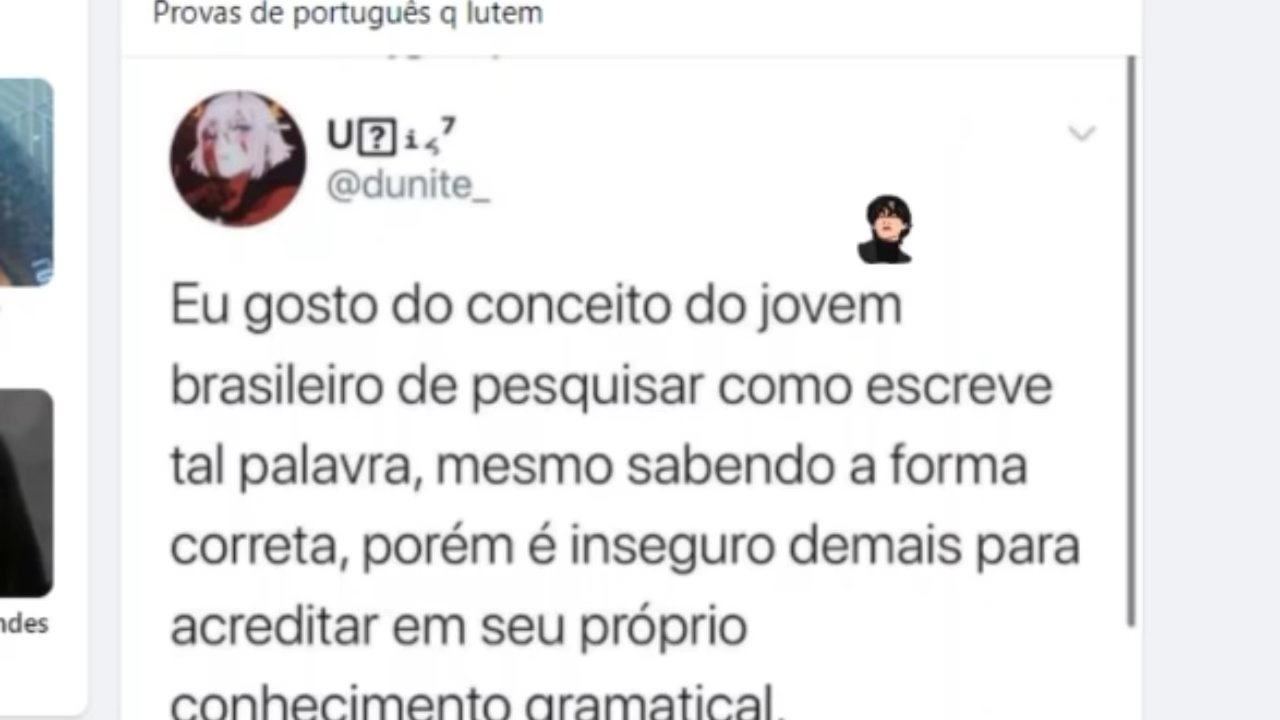 Provas de português q lutem
@dunite_
Eu gosto do conceito do jovem
brasileiro de pesquisar como escreve
tal palavra, mesmo sabendo a forma
correta, porém é inseguro demais para
acreditar em seu próprio
conhecimento gramatical.
ndes